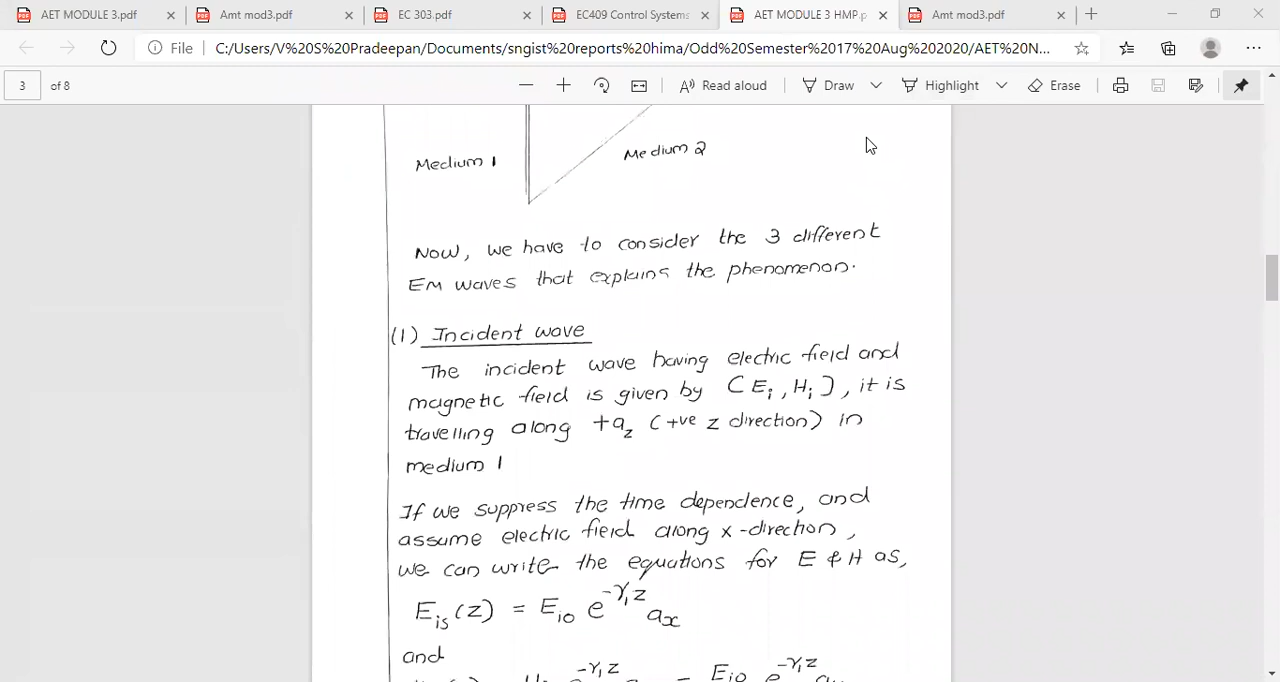 AET MODULE 3.pdf
Amt mod3.pdf
EC 303.pdf
EC409 Control Systems
AET MODULE 3 HMP.p
Amt mod3.pdf
File
C:/Users/V%20S%20Pradeepan/Documents/sngist%20reports%20hima/Odd%20Semester%202017%20Aug%202020/AET%20N...
3 of 8
Read aloud
Draw
Highlight
Erase
Medium 1
Medium 2
Now, we have to consider the 3 different
EM waves that explains the phenomenon.
(1) Incident wave
The incident wave having electric field and
magnetic field is given by (Ei, Hi), it is
travelling along +az (+ve z direction) in
medium 1
If we suppress the time dependence, and
assume electric field along x-direction,
we can write the equations for E & H as,
Eis(z) = Eio e^-γ1z ax
and
e^-γ1z = Eio e^-γ1z